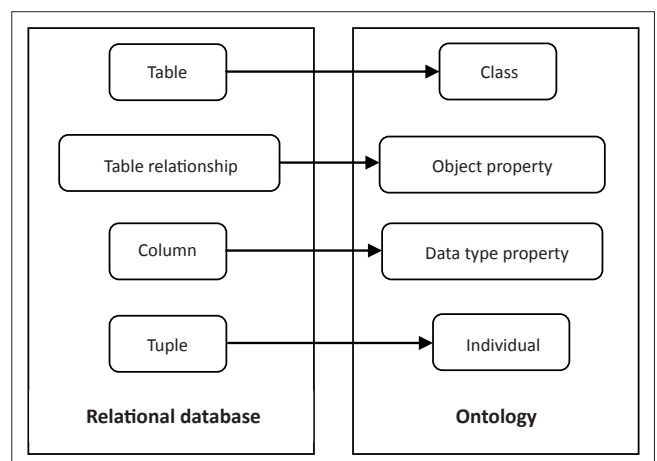 Table
Class
Table relationship
Object property
Column
Data type property
Tuple
Individual
Relational database
Ontology